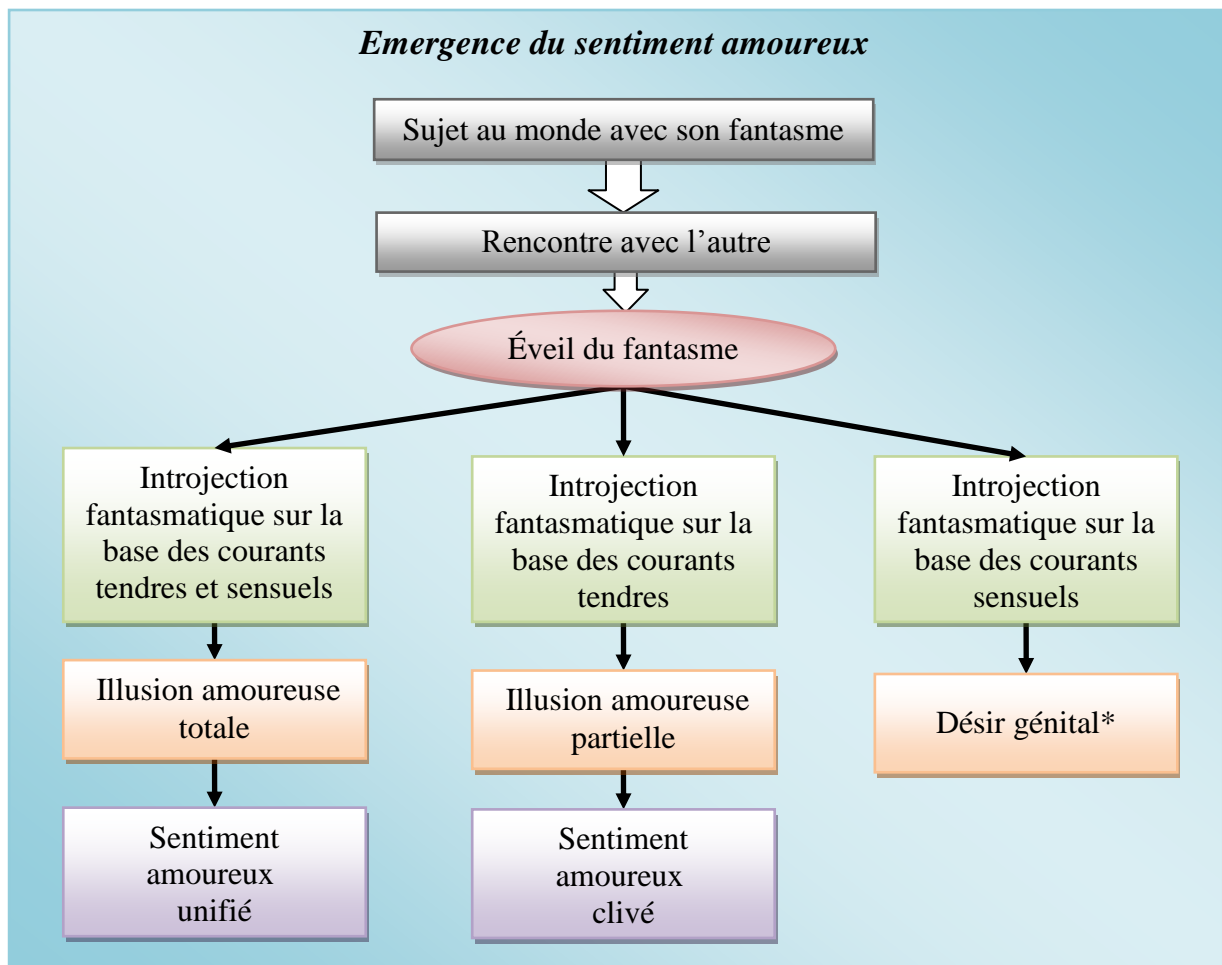 Emergence du sentiment amoureux
Sujet au monde avec son fantasme
Rencontre avec l’autre
Éveil du fantasme
Introjection
fantasmatique sur la
base des courants
tendres et sensuels
Introjection
fantasmatique sur la
base des courants
tendres
Introjection
fantasmatique sur la
base des courants
sensuels
Illusion amoureuse
totale
Illusion amoureuse
partielle
Désir génital*
Sentiment
amoureux
unifié
Sentiment
amoureux
clivé